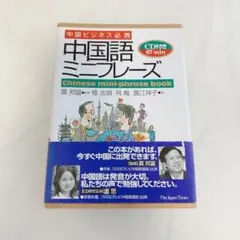 中国ビジネス必携
中国語
CD付き
67min
ミニフレーズ
Chinese mini-phrase book
この本があれば、
今すぐ中国に出発できます。
中国語は発音が大切。
私たちの声で勉強してください。
The Japan Times